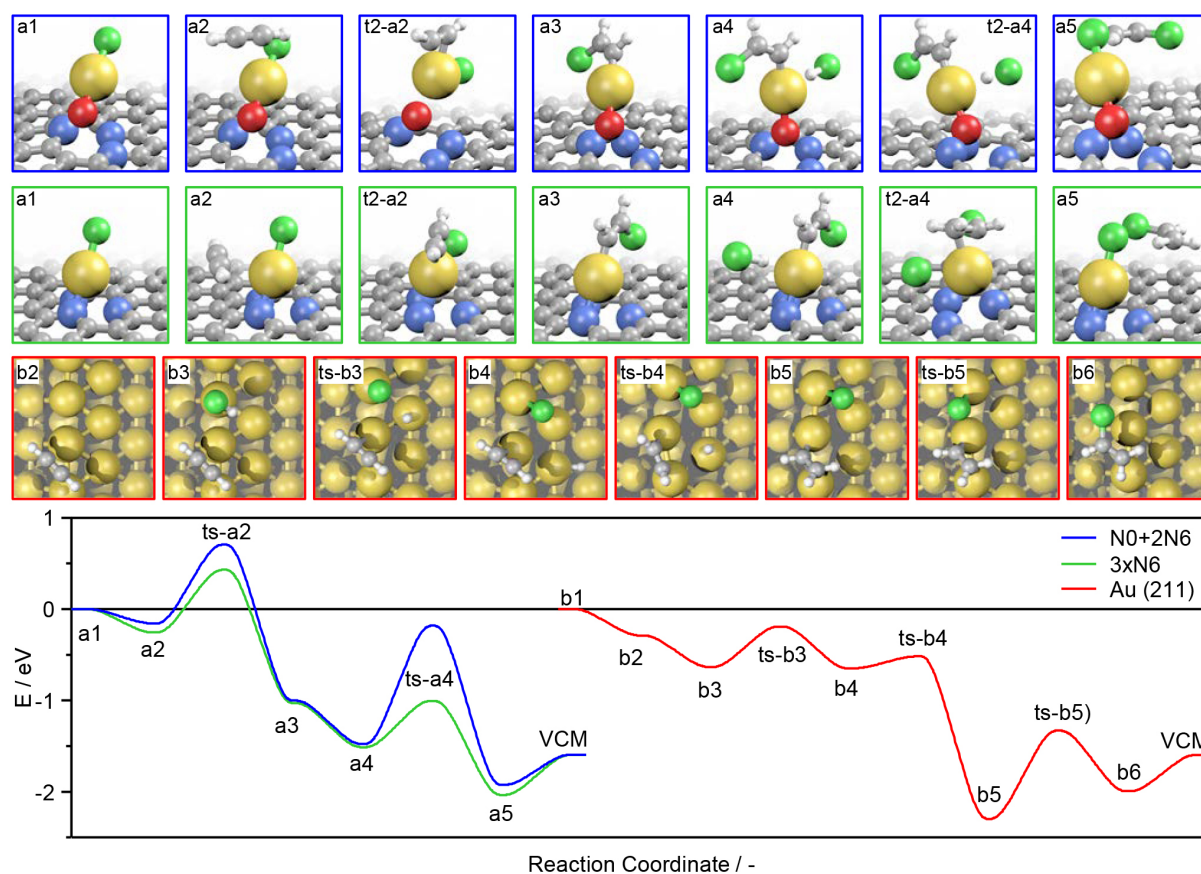 a1
a2
t2-a2
a3
a4
t2-a4
a5
a1
a2
t2-a2
a3
a4
t2-a4
a5
b2
b3
ts-b3
b4
ts-b4
b5
ts-b5
b6
1
0
-1
-2
E / eV
a1
a2
ts-a2
a3
a4
ts-a4
a5
VCM
b1
b2
b3
ts-b3
b4
ts-b4
b5
ts-b5)
b6
VCM
N0+2N6
3xN6
Au (211)
Reaction Coordinate / -